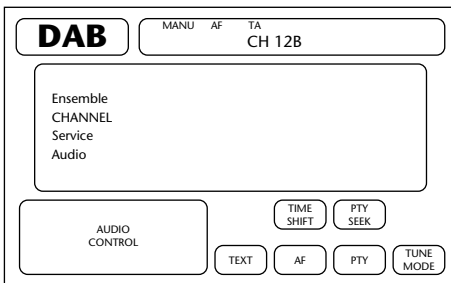 DAB
MANU AF TA
CH 12B
Ensemble
CHANNEL
Service
Audio
TIME
SHIFT
PTY
SEEK
AUDIO
CONTROL
TEXT
AF
PTY
TUNE
MODE